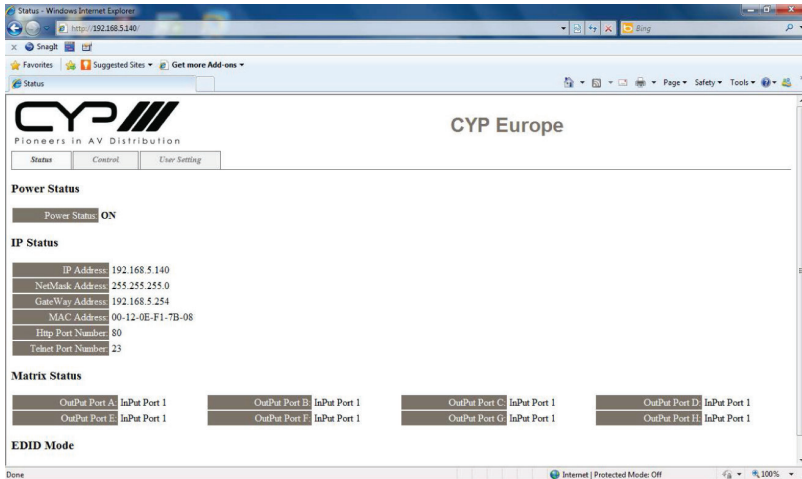 Status - Windows Internet Explorer
http://192.168.5.140/
Bing
x Snagit
Favorites Suggested Sites Get more Add-ons
Status Page Safety Tools
CYP
Pioneers in AV Distribution
CYP Europe
Status Control User Setting
Power Status
Power Status: ON
IP Status
IP Address: 192.168.5.140
NetMask Address: 255.255.255.0
GateWay Address: 192.168.5.254
MAC Address: 00-12-0E-F1-7B-08
Http Port Number: 80
Telnet Port Number: 23
Matrix Status
OutPut Port A: InPut Port 1 OutPut Port B: InPut Port 1 OutPut Port C: InPut Port 1 OutPut Port D: InPut Port 1
OutPut Port E: InPut Port 1 OutPut Port F: InPut Port 1 OutPut Port G: InPut Port 1 OutPut Port H: InPut Port 1
EDID Mode
Done Internet | Protected Mode: Off 100%